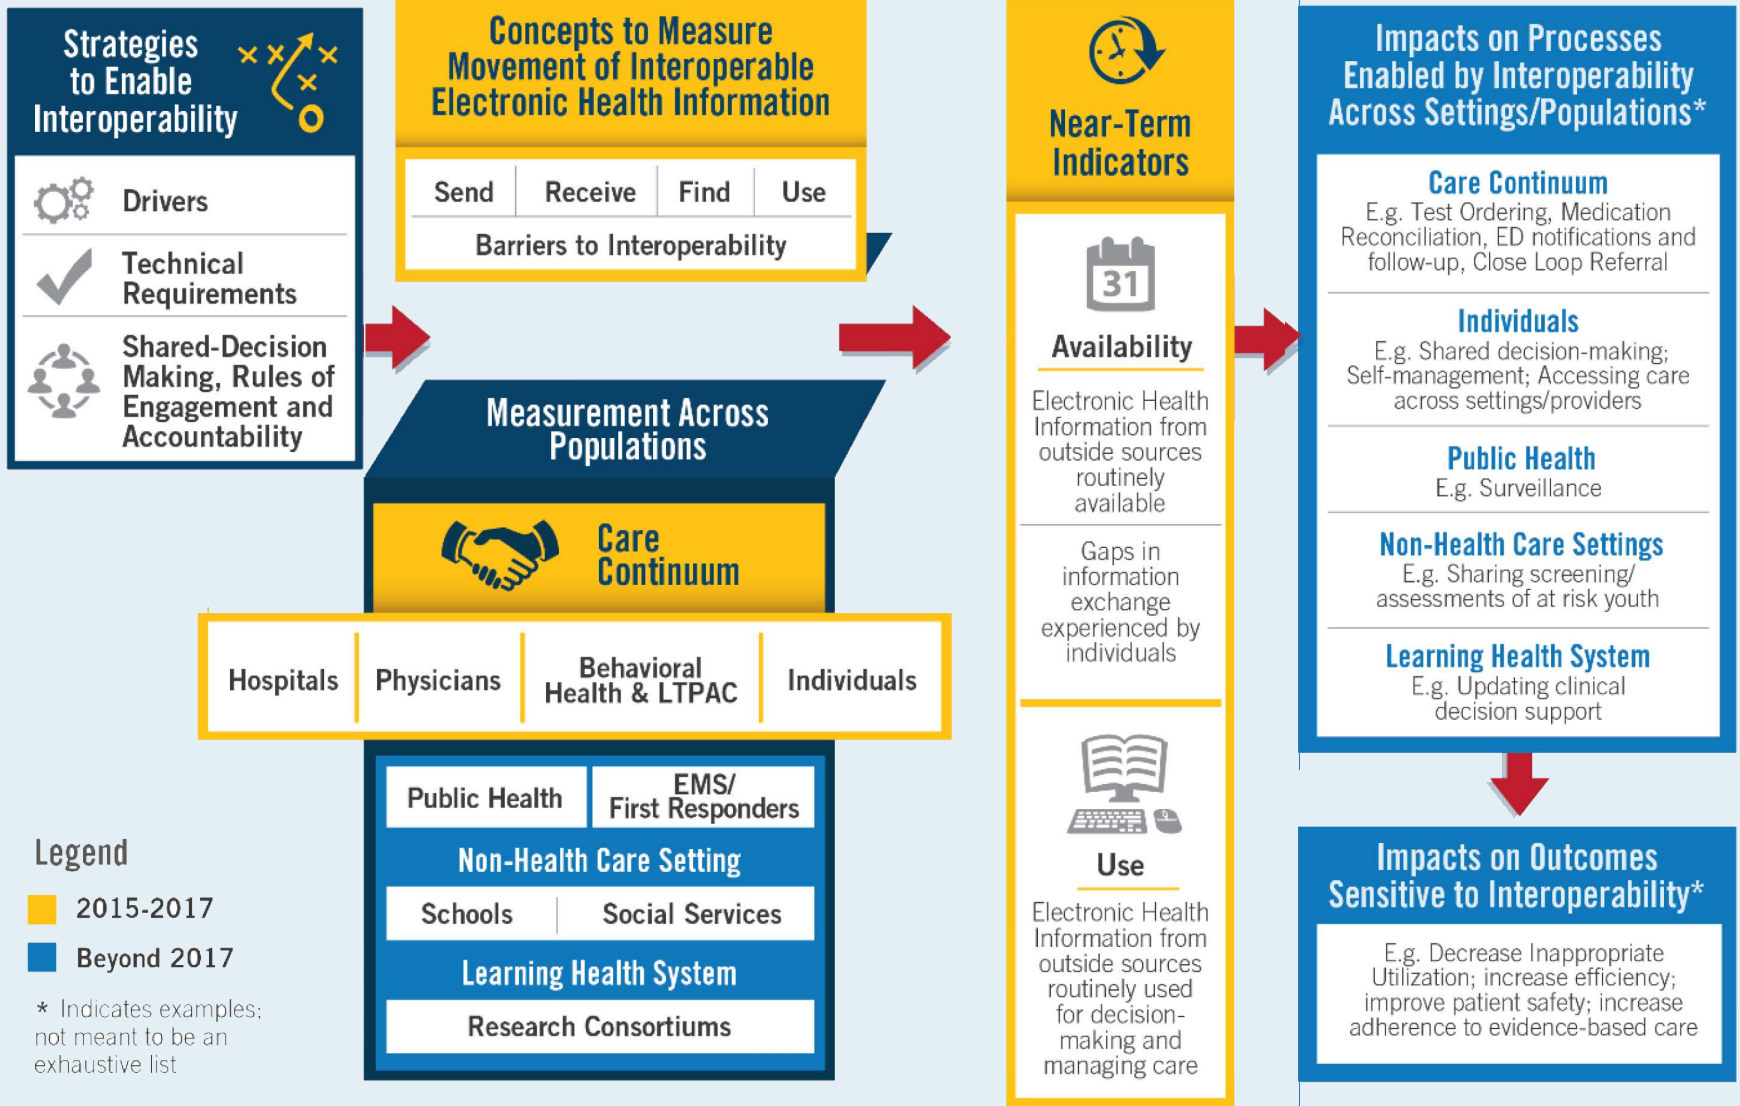 Strategies
to Enable
Interoperability
Drivers
Technical
Requirements
Shared-Decision
Making, Rules of
Engagement and
Accountability
Concepts to Measure
Movement of Interoperable
Electronic Health Information
Send Receive Find Use
Barriers to Interoperability
Measurement Across
Populations
Care
Continuum
Hospitals
Physicians
Behavioral
Health & LTPAC
Individuals
Public Health
EMS/
First Responders
Non-Health Care Setting
Schools Social Services
Learning Health System
Research Consortiums
Near-Term
Indicators
31
Availability
Electronic Health
Information from
outside sources
routinely
available
Gaps in
information
exchange
experienced by
individuals
Use
Electronic Health
Information from
outside sources
routinely used
for decision-
making and
managing care
Impacts on Processes
Enabled by Interoperability
Across Settings/Populations*
Care Continuum
E.g. Test Ordering, Medication
Reconciliation, ED notifications and
follow-up, Close Loop Referral
Individuals
E.g. Shared decision-making;
Self-management; Accessing care
across settings/providers
Public Health
E.g. Surveillance
Non-Health Care Settings
E.g. Sharing screening/
assessments of at risk youth
Learning Health System
E.g. Updating clinical
decision support
Impacts on Outcomes
Sensitive to Interoperability*
E.g. Decrease Inappropriate
Utilization; increase efficiency;
improve patient safety; increase
adherence to evidence-based care
Legend
2015-2017
Beyond 2017
* Indicates examples;
not meant to be an
exhaustive list